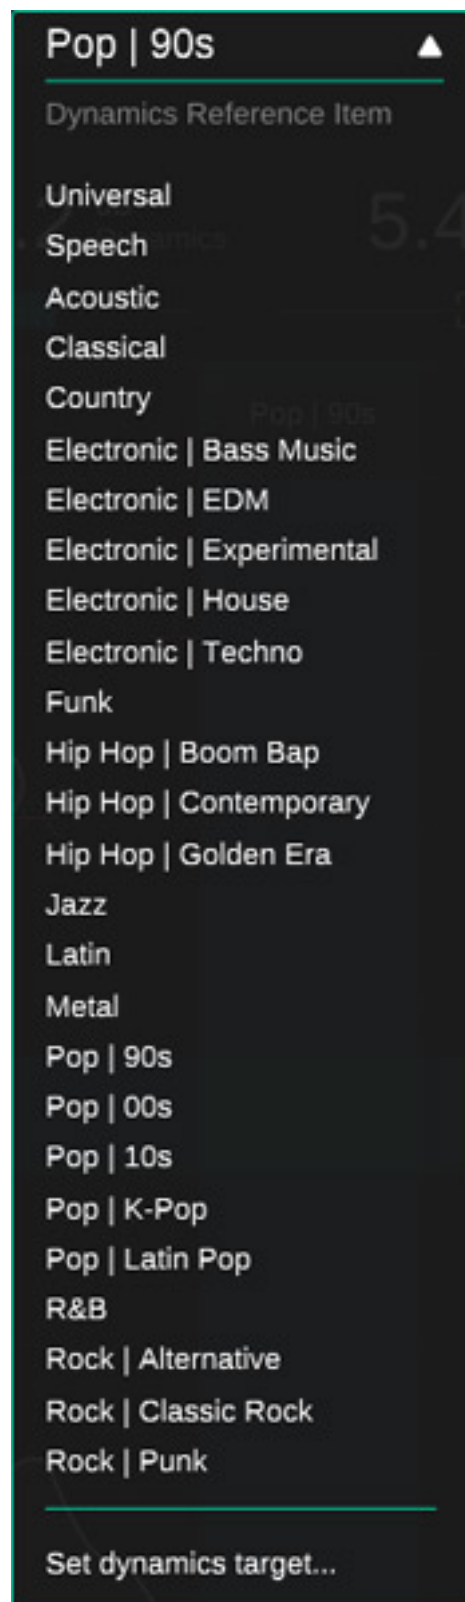 Pop | 90s
Dynamics Reference Item
Universal
Speech
Acoustic
Classical
Country
Electronic | Bass Music
Electronic | EDM
Electronic | Experimental
Electronic | House
Electronic | Techno
Funk
Hip Hop | Boom Bap
Hip Hop | Contemporary
Hip Hop | Golden Era
Jazz
Latin
Metal
Pop | 90s
Pop | 00s
Pop | 10s
Pop | K-Pop
Pop | Latin Pop
R&B
Rock | Alternative
Rock | Classic Rock
Rock | Punk
Set dynamics target...